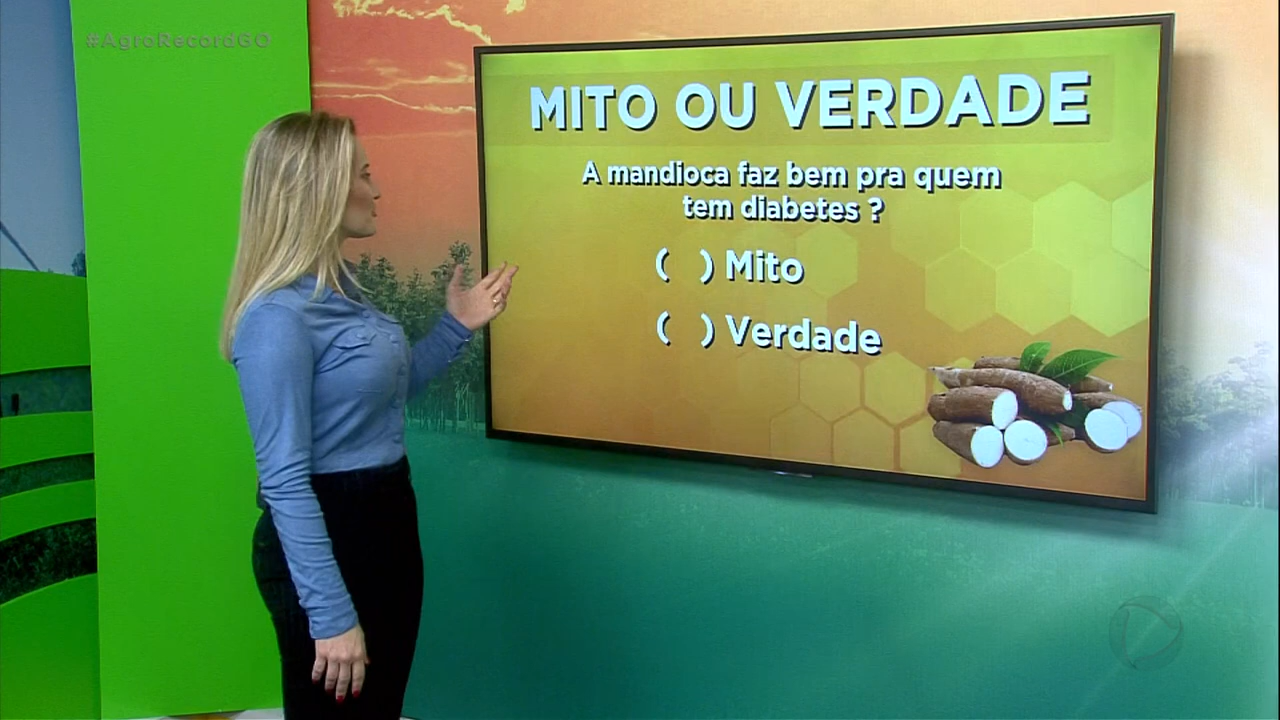 #AgroRecordGO
MITO OU VERDADE
A mandioca faz bem pra quem
tem diabetes ?
( ) Mito
( ) Verdade